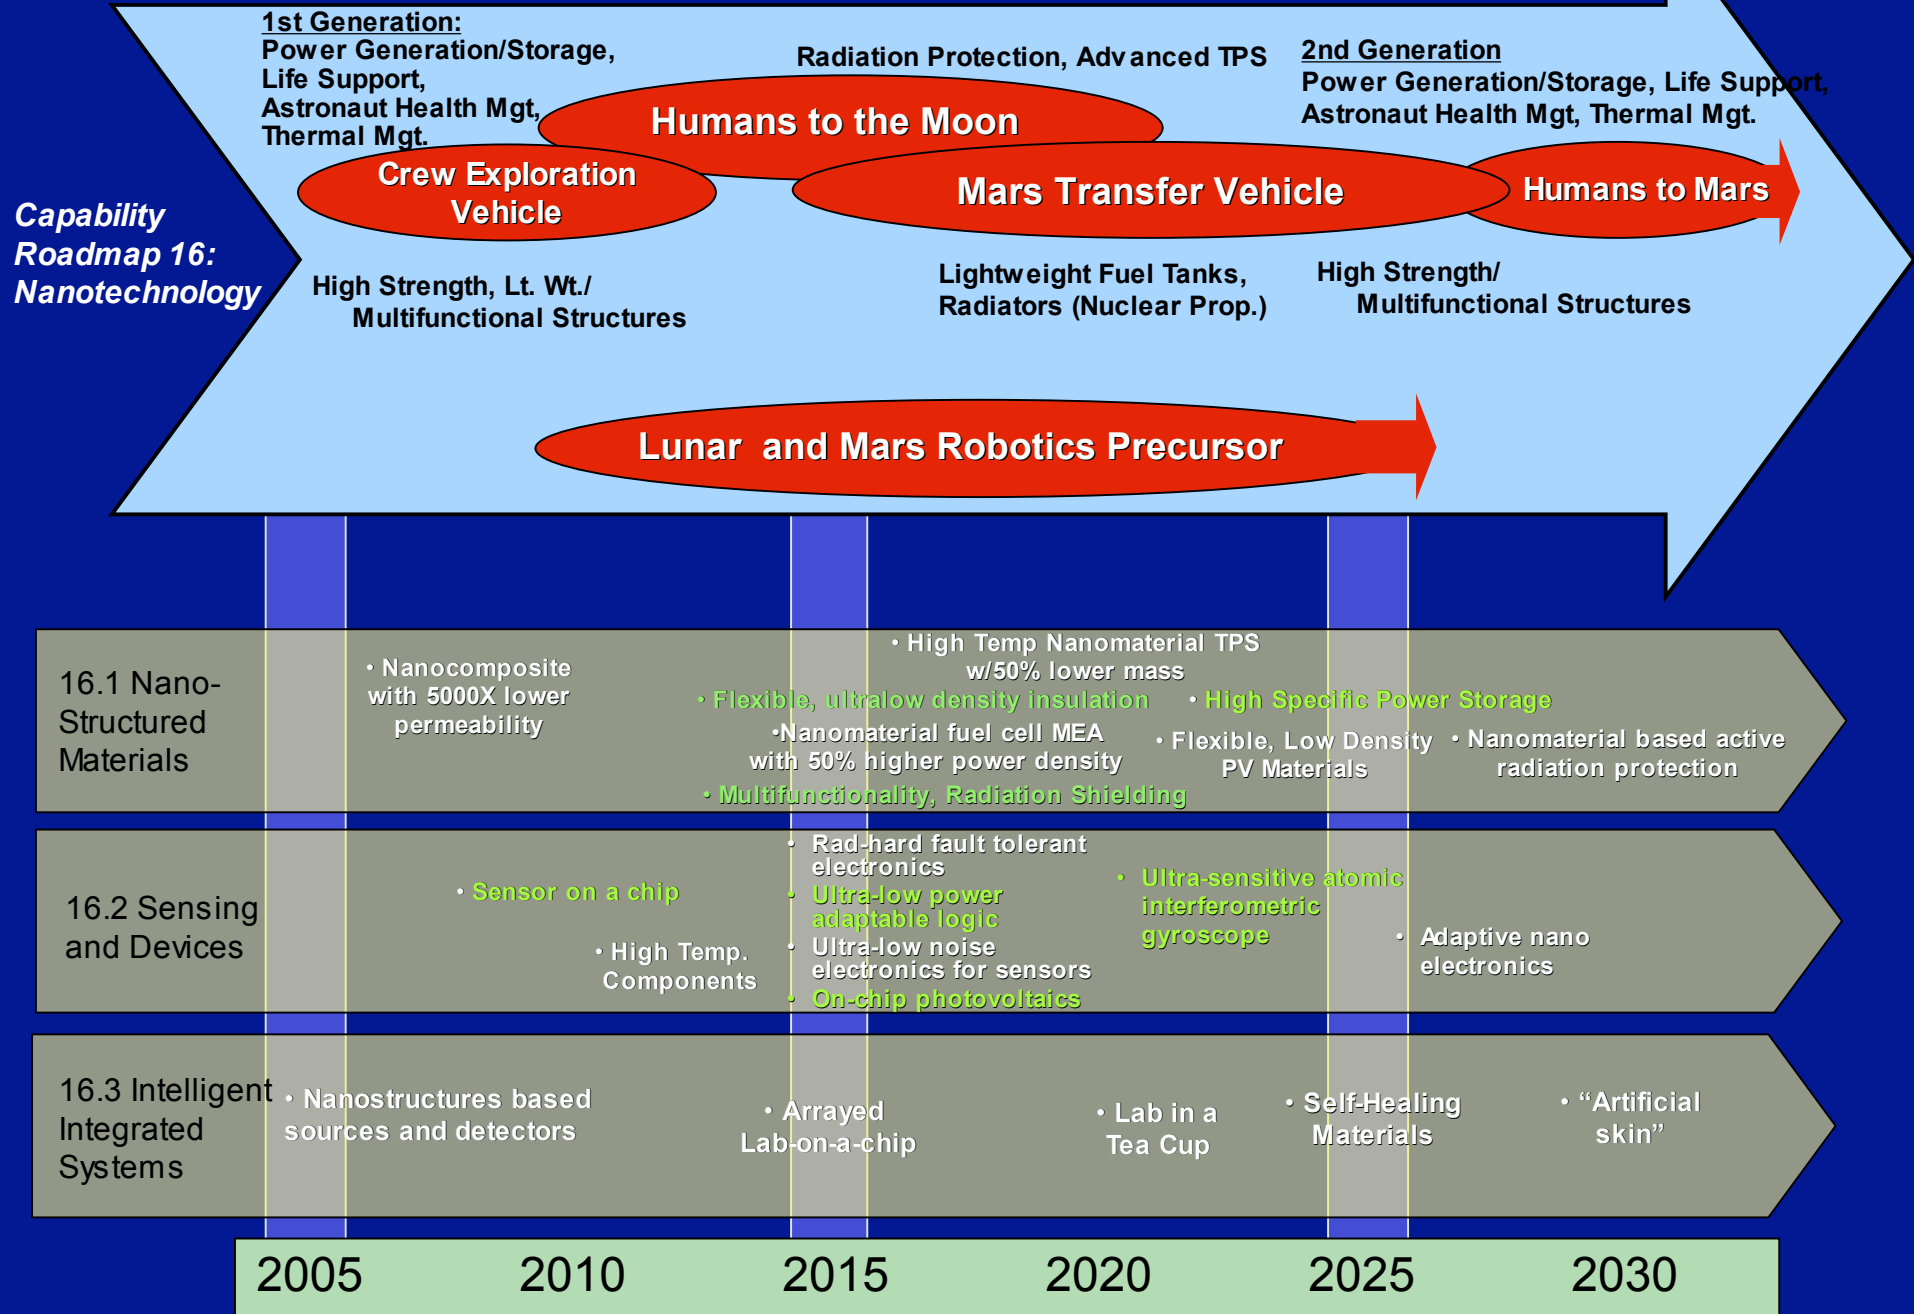 1st Generation:
Power Generation/Storage,
Life Support,
Astronaut Health Mgt,
Thermal Mgt.
Radiation Protection, Advanced TPS
2nd Generation
Power Generation/Storage, Life Support,
Astronaut Health Mgt, Thermal Mgt.
Humans to the Moon
Crew Exploration
Vehicle
Mars Transfer Vehicle
Humans to Mars
Capability
Roadmap 16:
Nanotechnology
High Strength, Lt. Wt./
Multifunctional Structures
Lightweight Fuel Tanks,
Radiators (Nuclear Prop.)
High Strength/
Multifunctional Structures
Lunar and Mars Robotics Precursor
16.1 Nano-
Structured
Materials
• Nanocomposite
with 5000X lower
permeability
• High Temp Nanomaterial TPS
w/50% lower mass
• Flexible, ultralow density insulation
• High Specific Power Storage
•Nanomaterial fuel cell MEA
with 50% higher power density
• Flexible, Low Density
PV Materials
• Nanomaterial based active
radiation protection
• Multifunctionality, Radiation Shielding
16.2 Sensing
and Devices
• Sensor on a chip
• High Temp.
Components
• Rad-hard fault tolerant
electronics
• Ultra-low power
adaptable logic
• Ultra-low noise
electronics for sensors
• On-chip photovoltaics
• Ultra-sensitive atomic
interferometric
gyroscope
• Adaptive nano
electronics
16.3 Intelligent
Integrated
Systems
• Nanostructures based
sources and detectors
• Arrayed
Lab-on-a-chip
• Lab in a
Tea Cup
• Self-Healing
Materials
• “Artificial
skin”
2005 2010 2015 2020 2025 2030